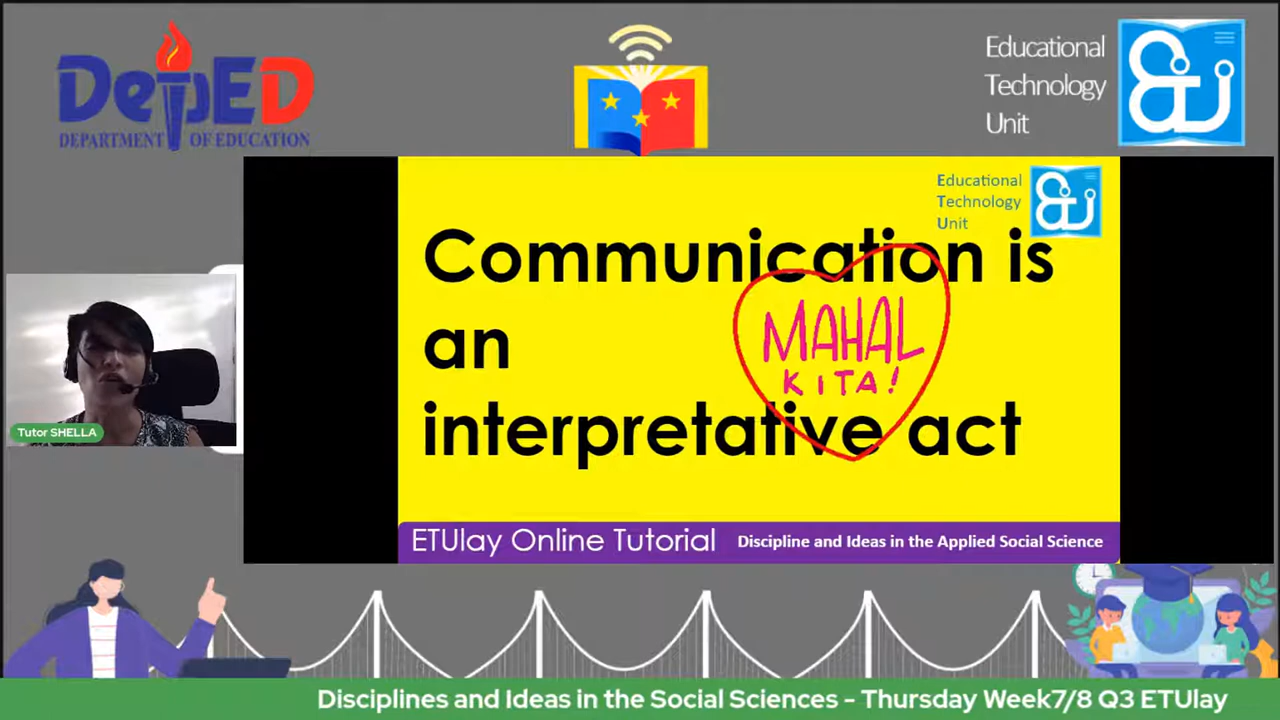 DepED
DEPARTMENT OF EDUCATION
Educational
Technology
Unit
Educational
Technology
Unit
Communication is
an
interpretative act
MAHAL
KITA!
Tutor SHELLA
ETUlay Online Tutorial
Discipline and Ideas in the Applied Social Science
Disciplines and Ideas in the Social Sciences - Thursday Week7/8 Q3 ETUlay